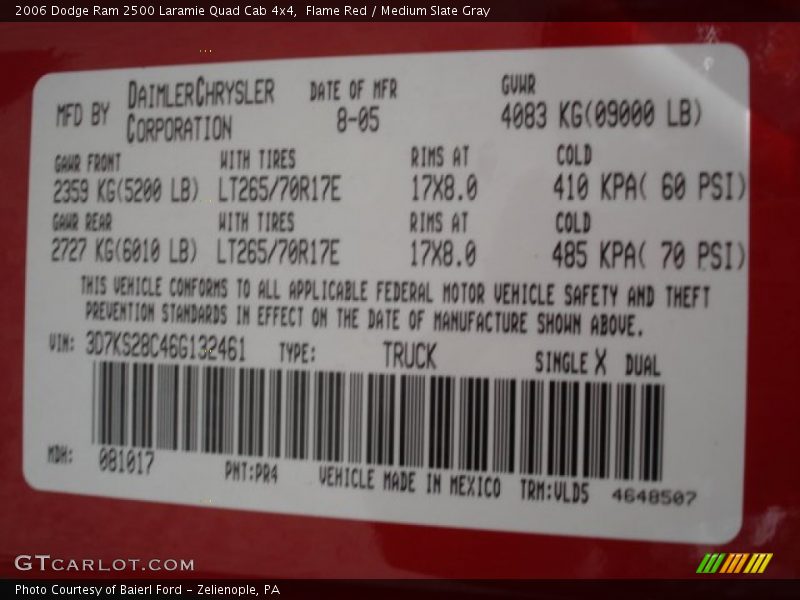 2006 Dodge Ram 2500 Laramie Quad Cab 4x4,  Flame Red / Medium Slate Gray
MFD BY DAIMLERCHRYSLER CORPORATION DATE OF MFR 8-05 GVWR 4083 KG(09000 LB)
GAWR FRONT WITH TIRES RIMS AT COLD
2359 KG(5200 LB) LT265/70R17E 17X8.0 410 KPA( 60 PSI)
GAWR REAR WITH TIRES RIMS AT COLD
2727 KG(6010 LB) LT265/70R17E 17X8.0 485 KPA( 70 PSI)
THIS VEHICLE CONFORMS TO ALL APPLICABLE FEDERAL MOTOR VEHICLE SAFETY AND THEFT
PREVENTION STANDARDS IN EFFECT ON THE DATE OF MANUFACTURE SHOWN ABOVE.
VIN: 3D7KS28C46G132461 TYPE: TRUCK SINGLE X DUAL
MDH: 081017 PNT:PR4 VEHICLE MADE IN MEXICO TRM:VLD5 4648507
GTCARLOT.COM
Photo Courtesy of Baierl Ford - Zelienople, PA